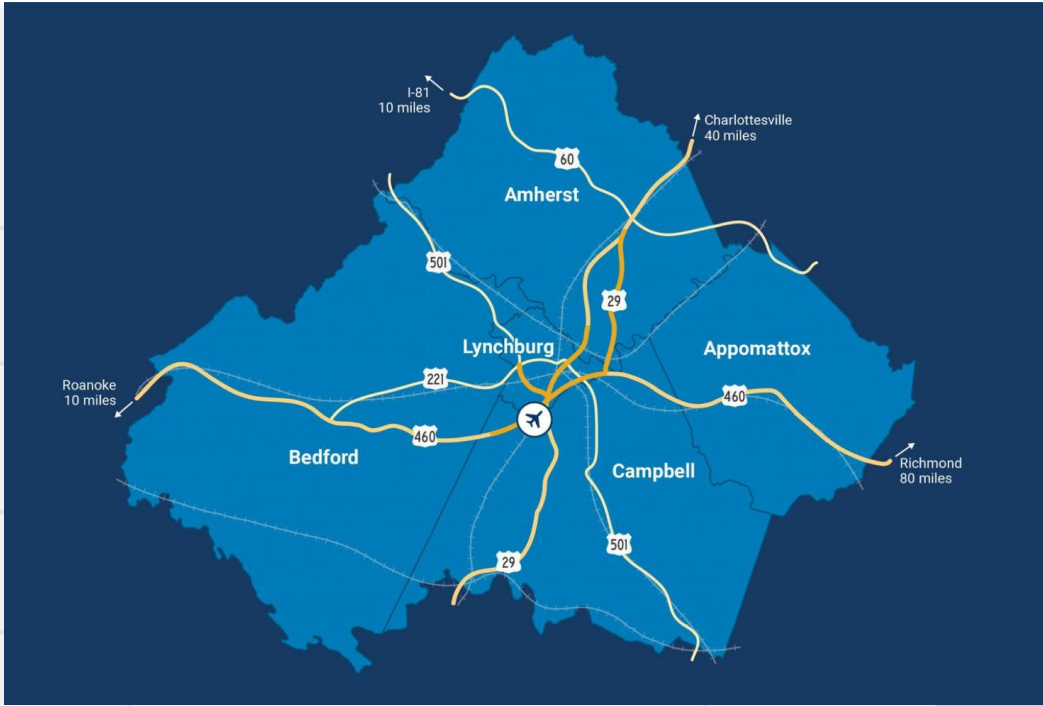 I-81
10 miles
Charlottesville
40 miles
60
Amherst
501
29
Lynchburg
Appomattox
221
Roanoke
10 miles
460
460
Bedford
Campbell
Richmond
80 miles
501
29